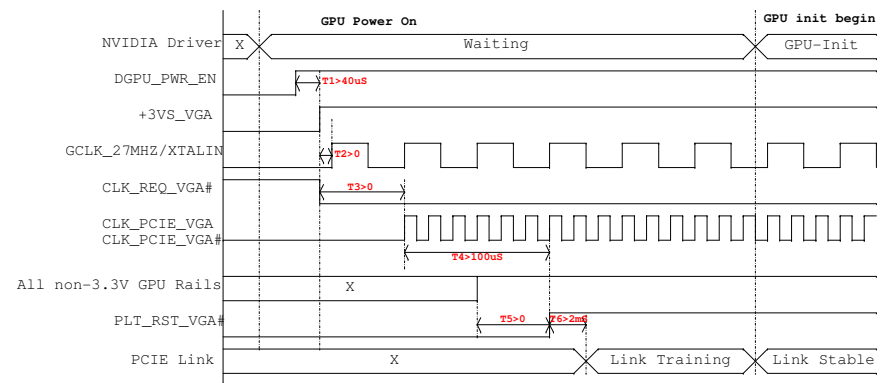 GPU Power On
GPU init begin
NVIDIA Driver X Waiting GPU-Init
DGPU_PWR_EN T1>40uS
+3VS_VGA
GCLK_27MHZ/XTALIN T2>0
CLK_REQ_VGA# T3>0
CLK_PCIE_VGA
CLK_PCIE_VGA#
T4>100uS
All non-3.3V GPU Rails X
PLT_RST_VGA# T5>0 T6>2mS
PCIE Link X Link Training Link Stable